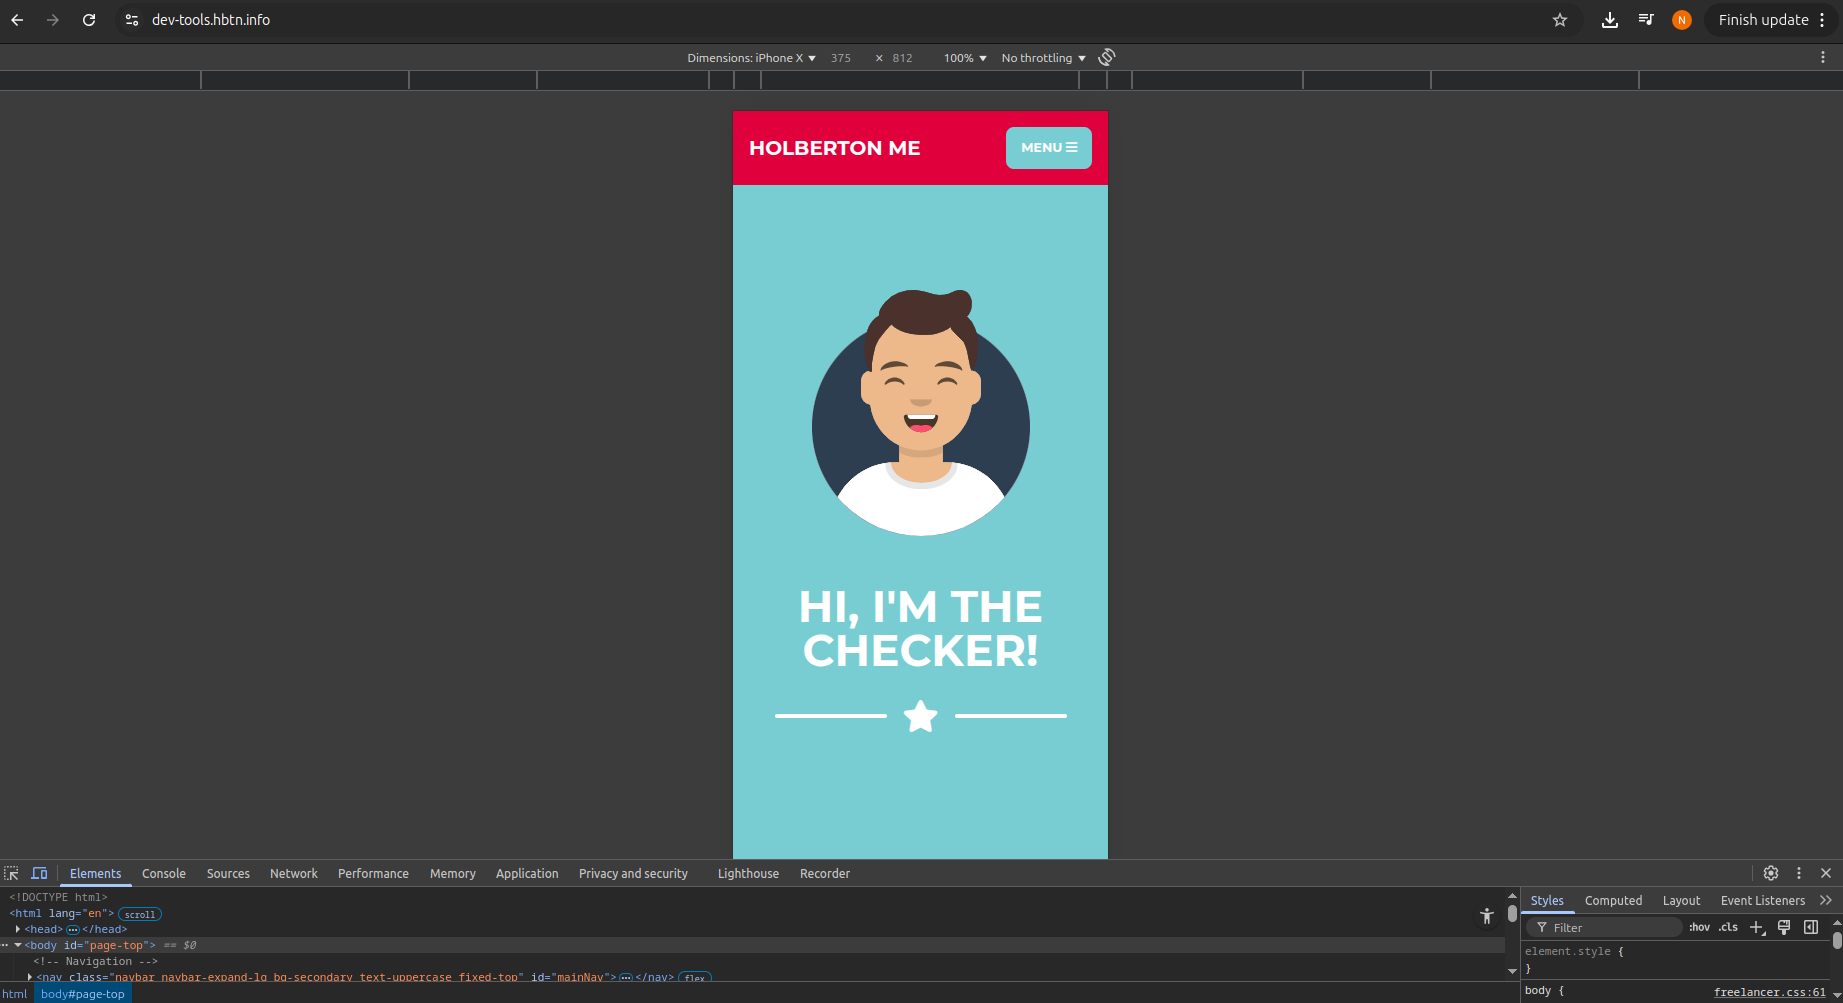 dev-tools.hbtn.info
N
Finish update
Dimensions: iPhone X 375 × 812 100% No throttling
HOLBERTON ME
MENU
HI, I'M THE
CHECKER!
Elements Console Sources Network Performance Memory Application Privacy and security Lighthouse Recorder
<!DOCTYPE html>
<html lang="en"> scroll
<head> </head>
<body id="page-top"> == $0
<!-- Navigation -->
<nav class="navbar navbar-expand-lg bg-secondary text-uppercase fixed-top" id="mainNav"> </nav> flex
html body#page-top
Styles Computed Layout Event Listeners
Filter :hov .cls
element.style {
}
body { freelancer.css:61